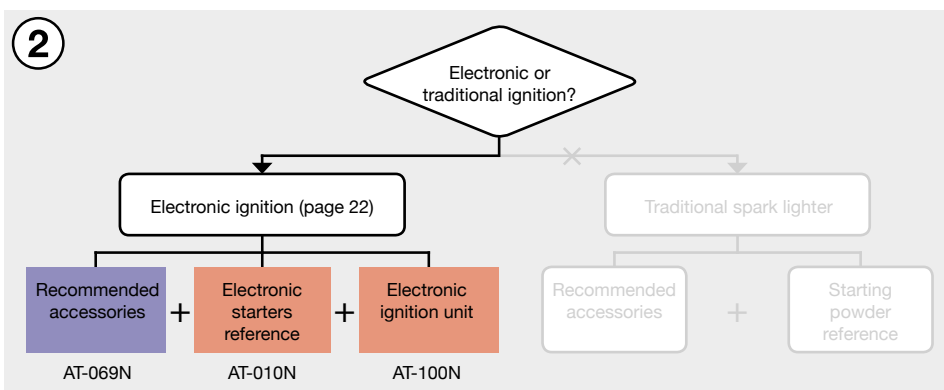 2
Electronic or
traditional ignition?
Electronic ignition (page 22)
Traditional spark lighter
Recommended
accessories
+
Electronic
starters
reference
+
Electronic
ignition unit
Recommended
accessories
+
Starting
powder
reference
AT-069N
AT-010N
AT-100N